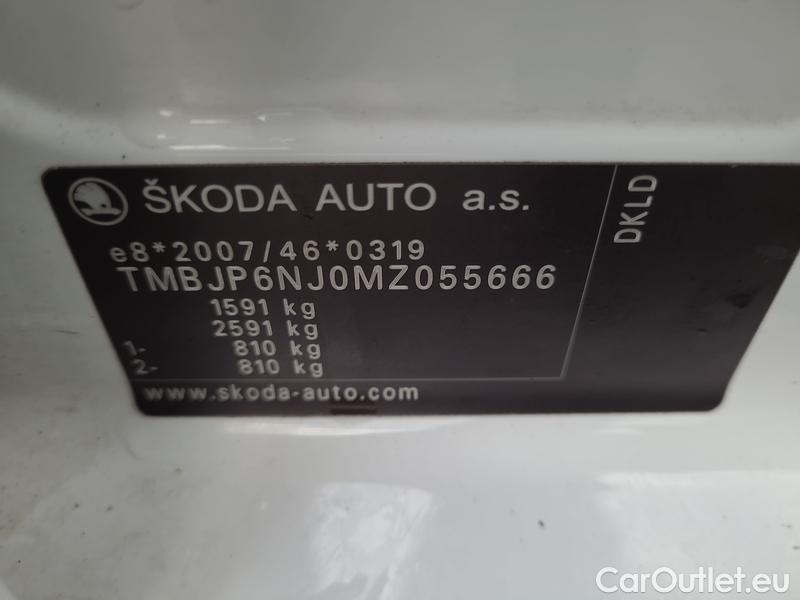 ŠKODA AUTO a.s.
DKLD
e8*2007/46*0319
TMBJP6NJ0MZ055666
1591 kg
2591 kg
1- 810 kg
2- 810 kg
www.skoda-auto.com
CarOutlet.eu